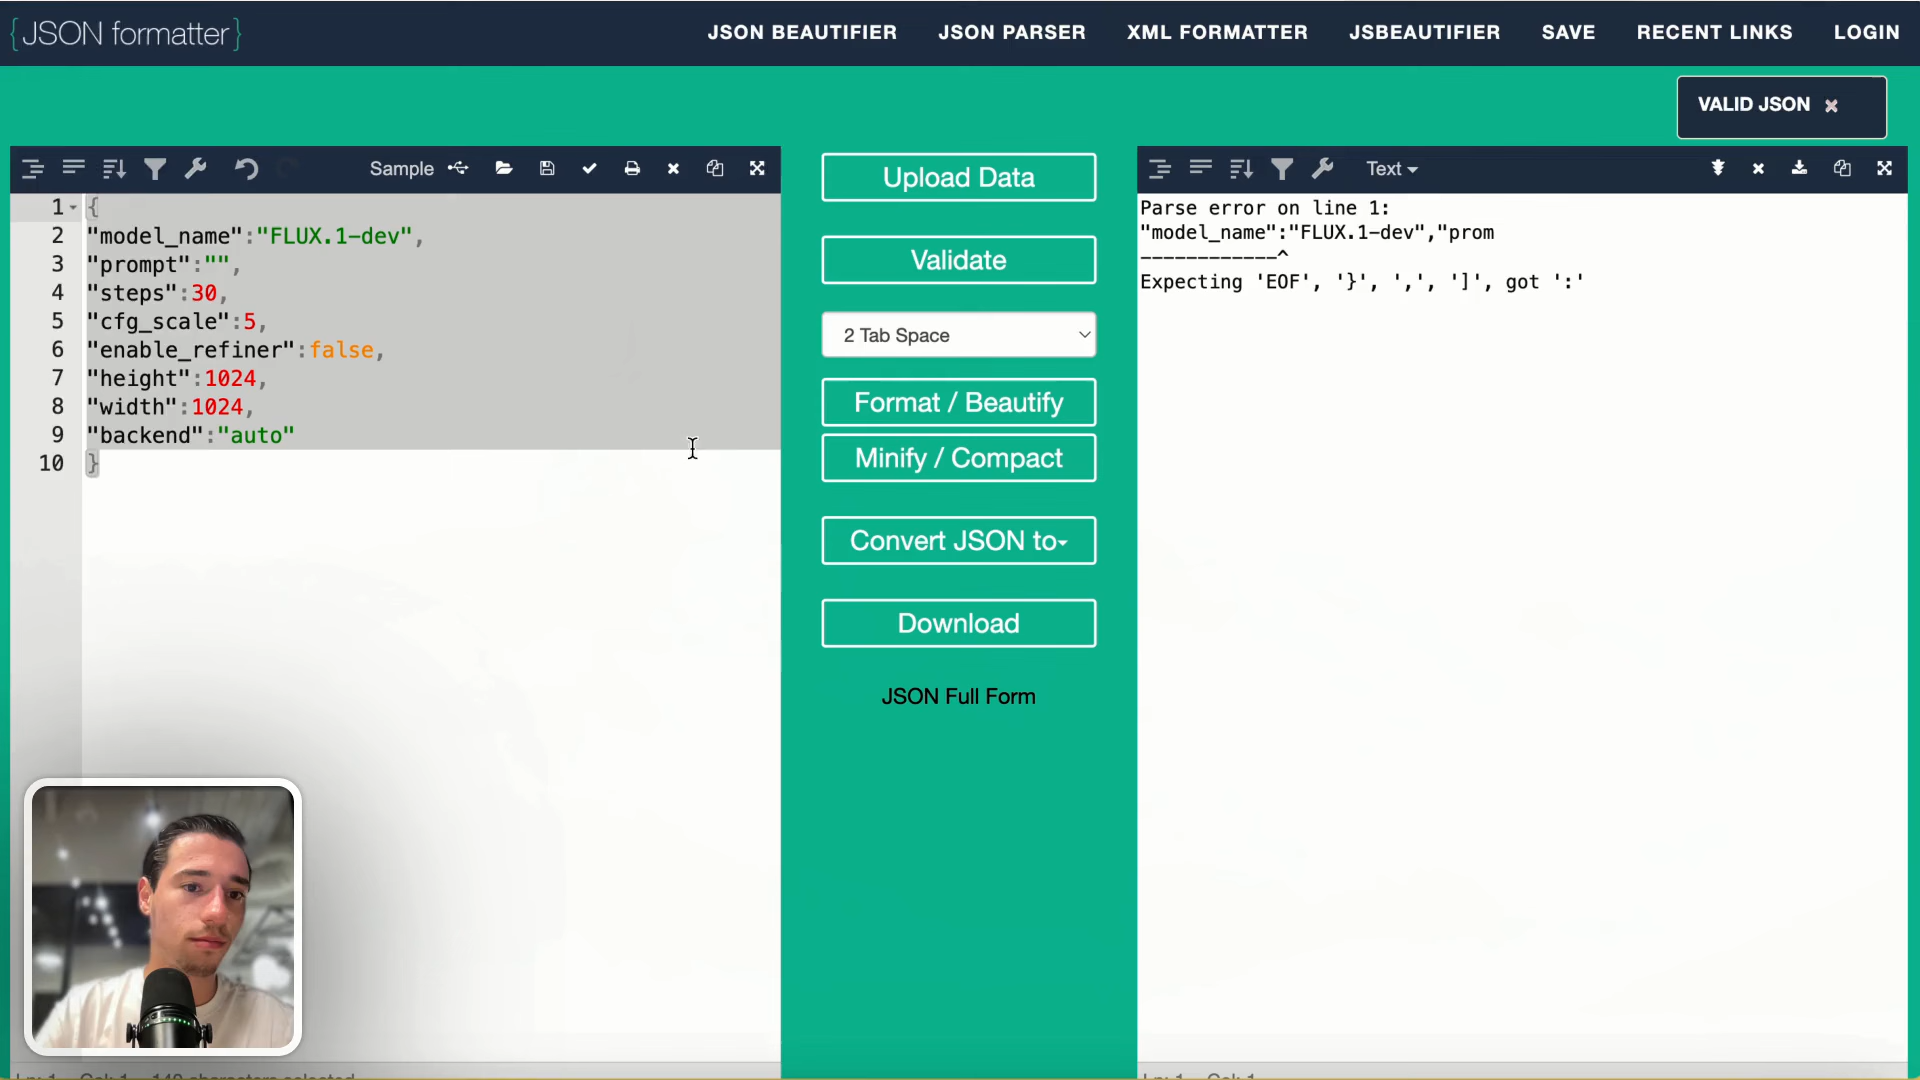 {JSON formatter}
JSON BEAUTIFIER
JSON PARSER
XML FORMATTER
JSBEAUTIFIER
SAVE
RECENT LINKS
LOGIN
VALID JSON
Sample
1 {
2 "model_name":"FLUX.1-dev",
3 "prompt":"",
4 "steps":30,
5 "cfg_scale":5,
6 "enable_refiner":false,
7 "height":1024,
8 "width":1024,
9 "backend":"auto"
10 }
Upload Data
Validate
2 Tab Space
Format / Beautify
Minify / Compact
Convert JSON to
Download
JSON Full Form
Text
Parse error on line 1:
"model_name":"FLUX.1-dev","prom
------------^
Expecting 'EOF', '}', ',', ']', got ':'